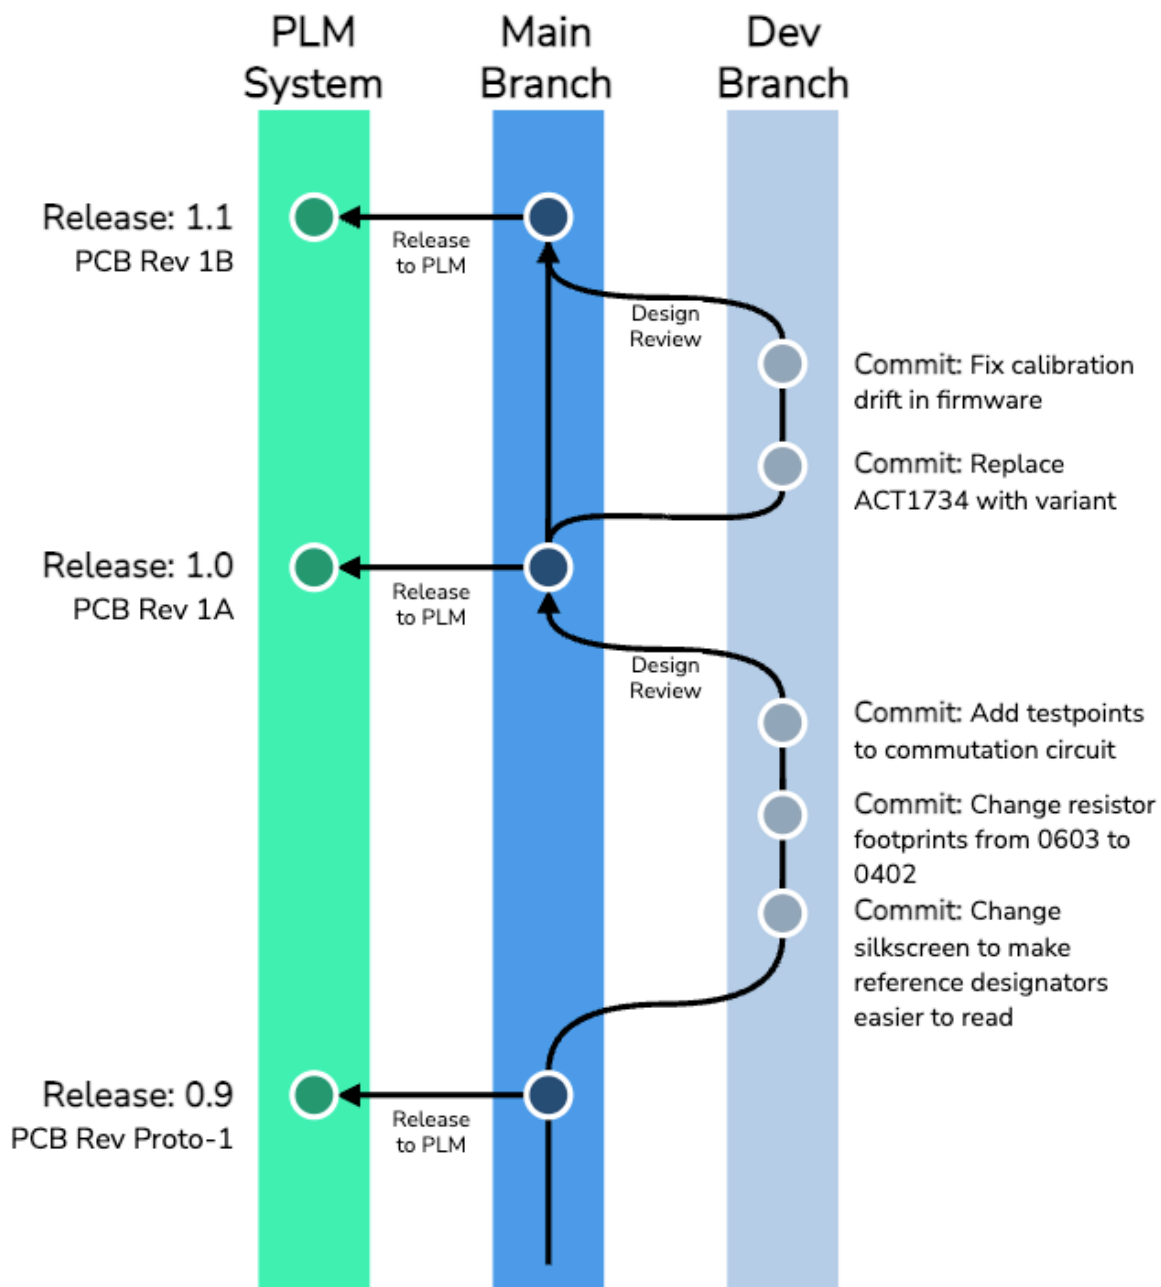 PLM
System
Main
Branch
Dev
Branch
Release: 1.1
PCB Rev 1B
Release
to PLM
Design
Review
Commit: Fix calibration
drift in firmware
Commit: Replace
ACT1734 with variant
Release: 1.0
PCB Rev 1A
Release
to PLM
Design
Review
Commit: Add testpoints
to commutation circuit
Commit: Change resistor
footprints from 0603 to
0402
Commit: Change
silkscreen to make
reference designators
easier to read
Release: 0.9
PCB Rev Proto-1
Release
to PLM